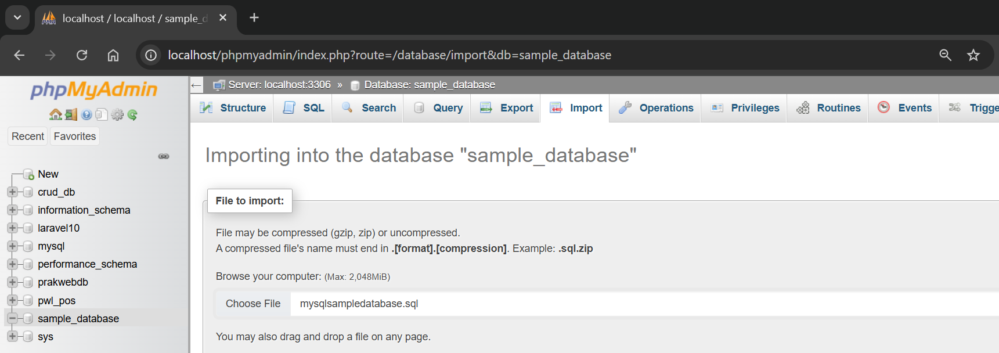 localhost / localhost / sample_d
localhost/phpmyadmin/index.php?route=/database/import&db=sample_database
phpMyAdmin
Recent Favorites
New
crud_db
information_schema
laravel10
mysql
performance_schema
prakwebdb
pwl_pos
sample_database
sys
Server: localhost:3306 » Database: sample_database
Structure SQL Search Query Export Import Operations Privileges Routines Events Trigge
Importing into the database "sample_database"
File to import:
File may be compressed (gzip, zip) or uncompressed.
A compressed file's name must end in .[format].[compression]. Example: .sql.zip
Browse your computer: (Max: 2,048MiB)
Choose File mysqlsampledatabase.sql
You may also drag and drop a file on any page.